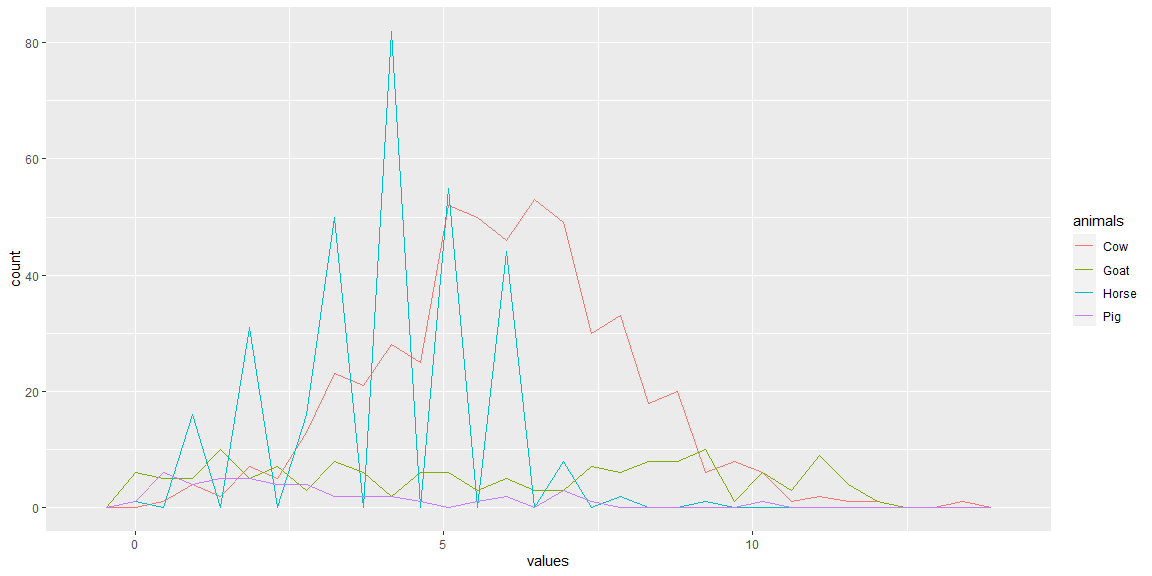 80
60
40
20
0
count
0 5 10
values
animals
Cow
Goat
Horse
Pig